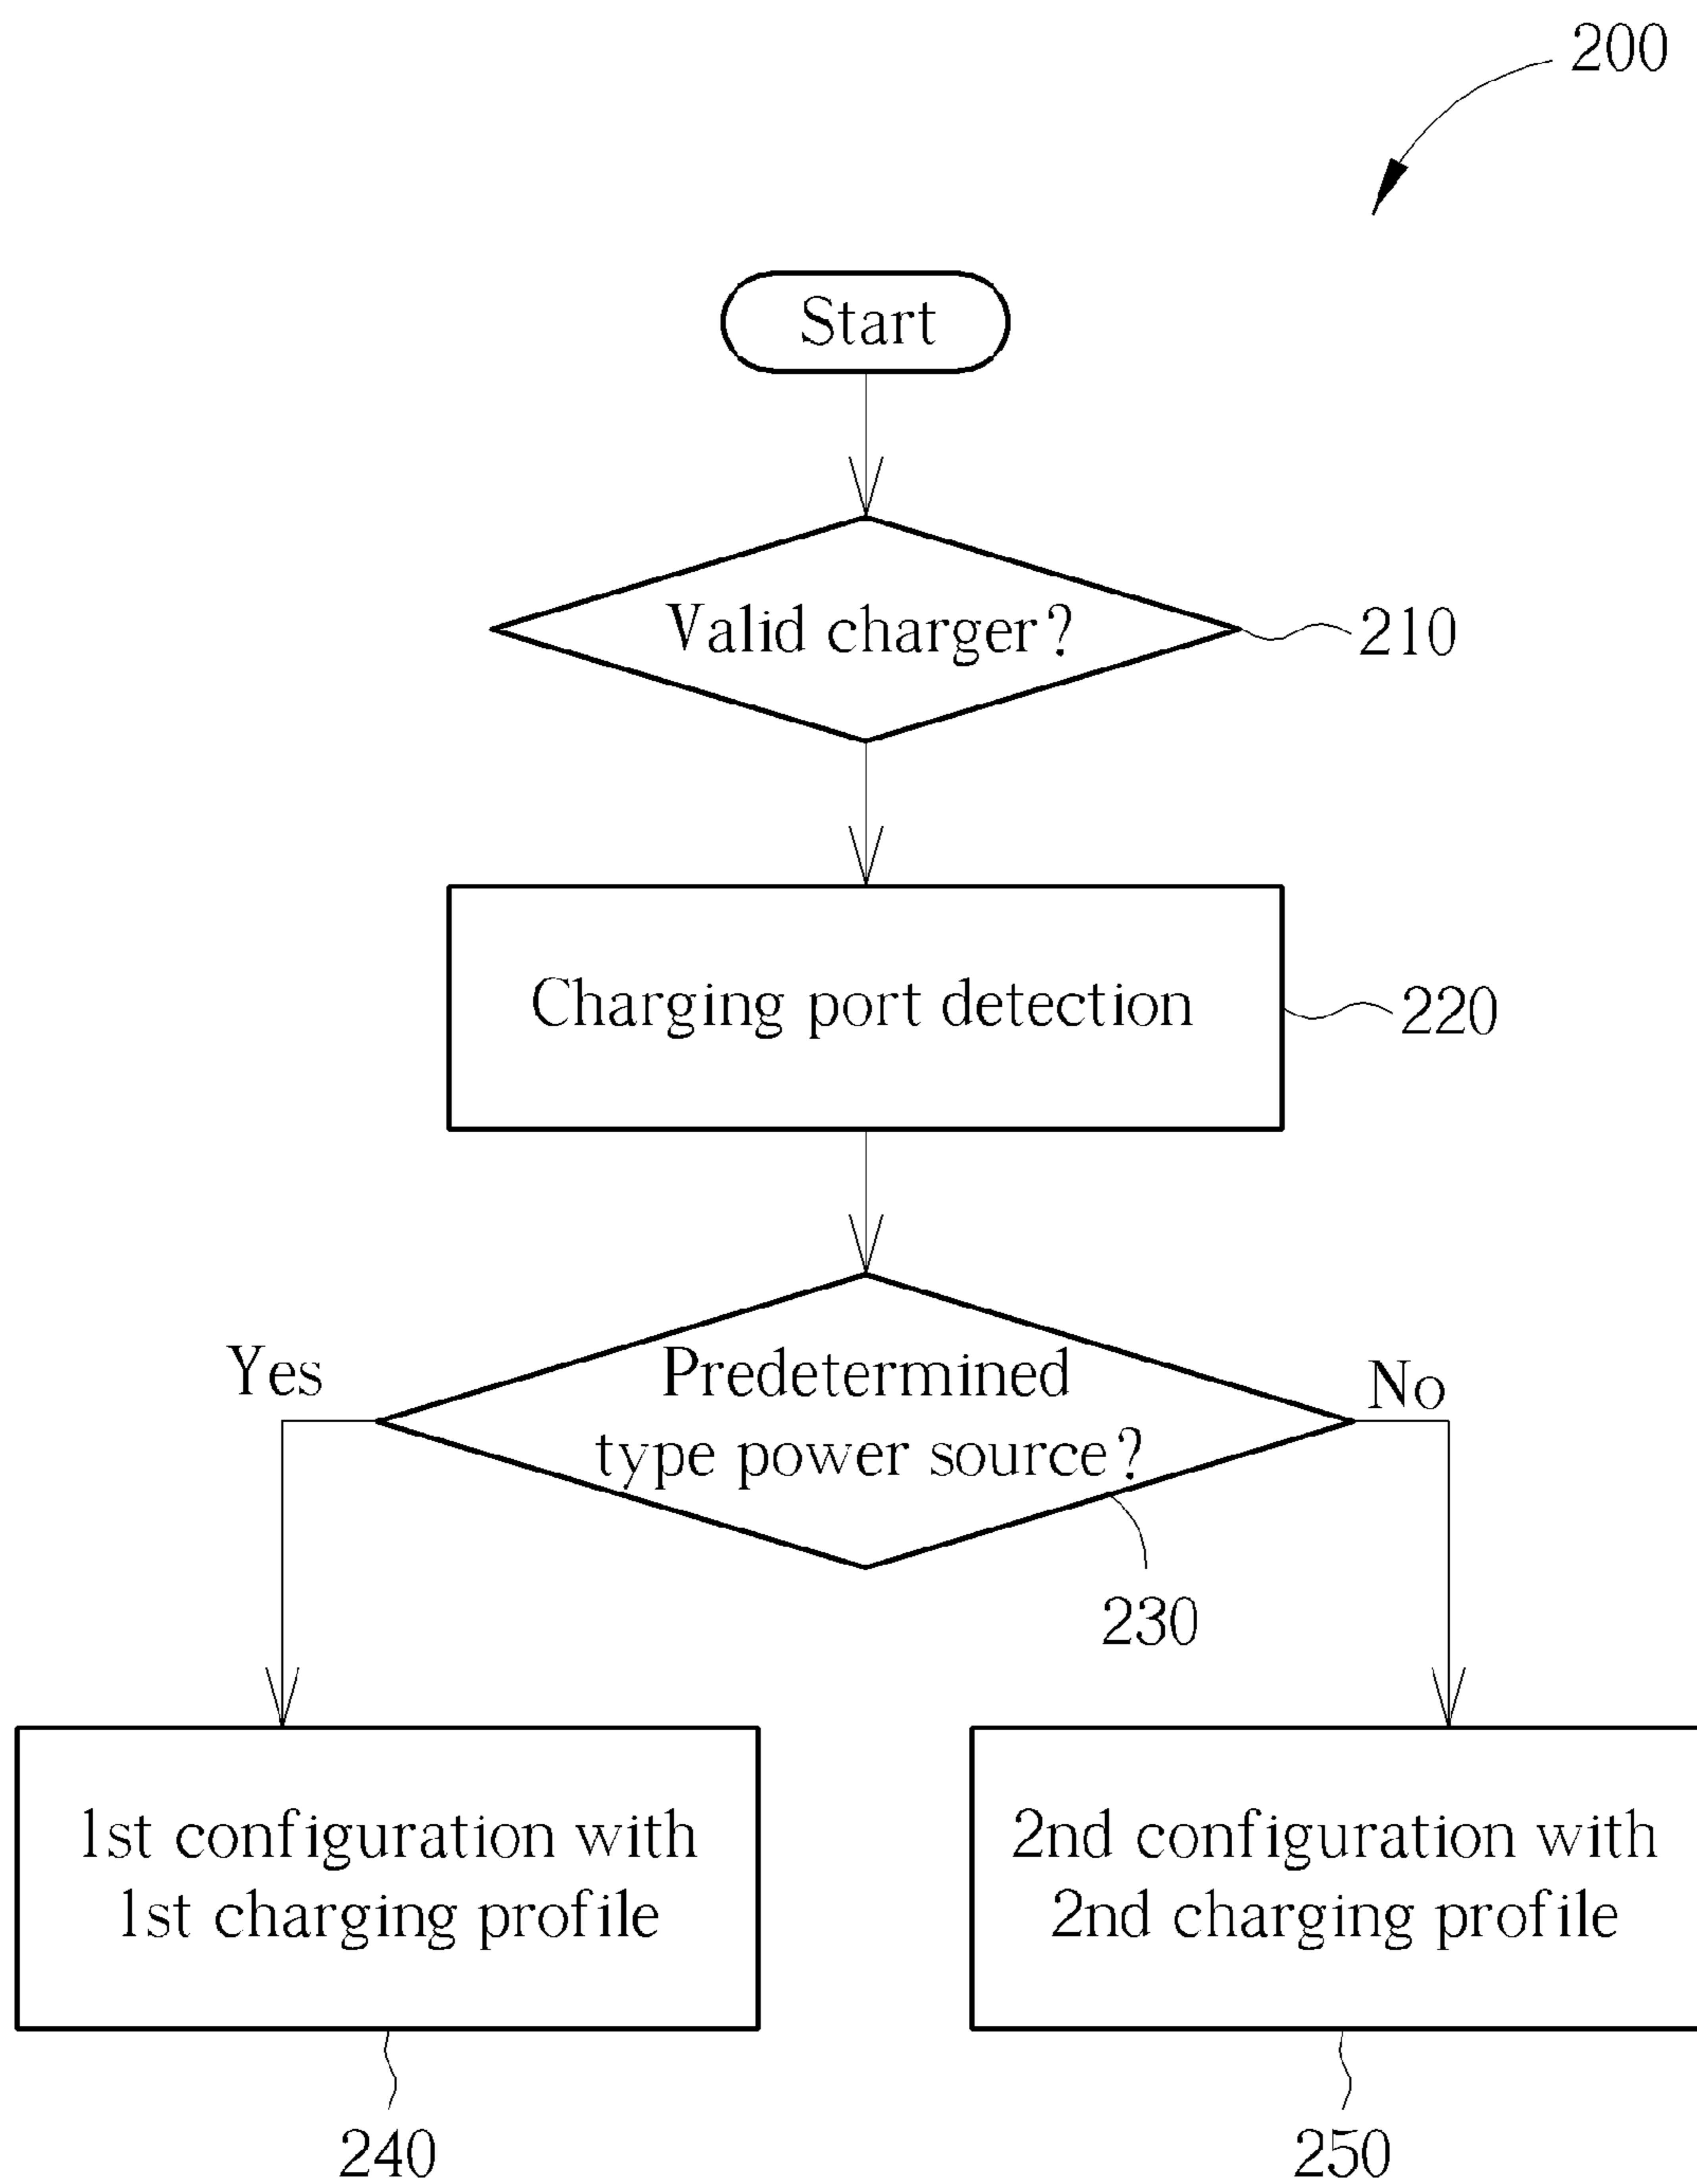 200
Start
Valid charger?
210
Charging port detection
220
Yes
Predetermined
type power source?
No
230
1st configuration with
1st charging profile
2nd configuration with
2nd charging profile
240
250